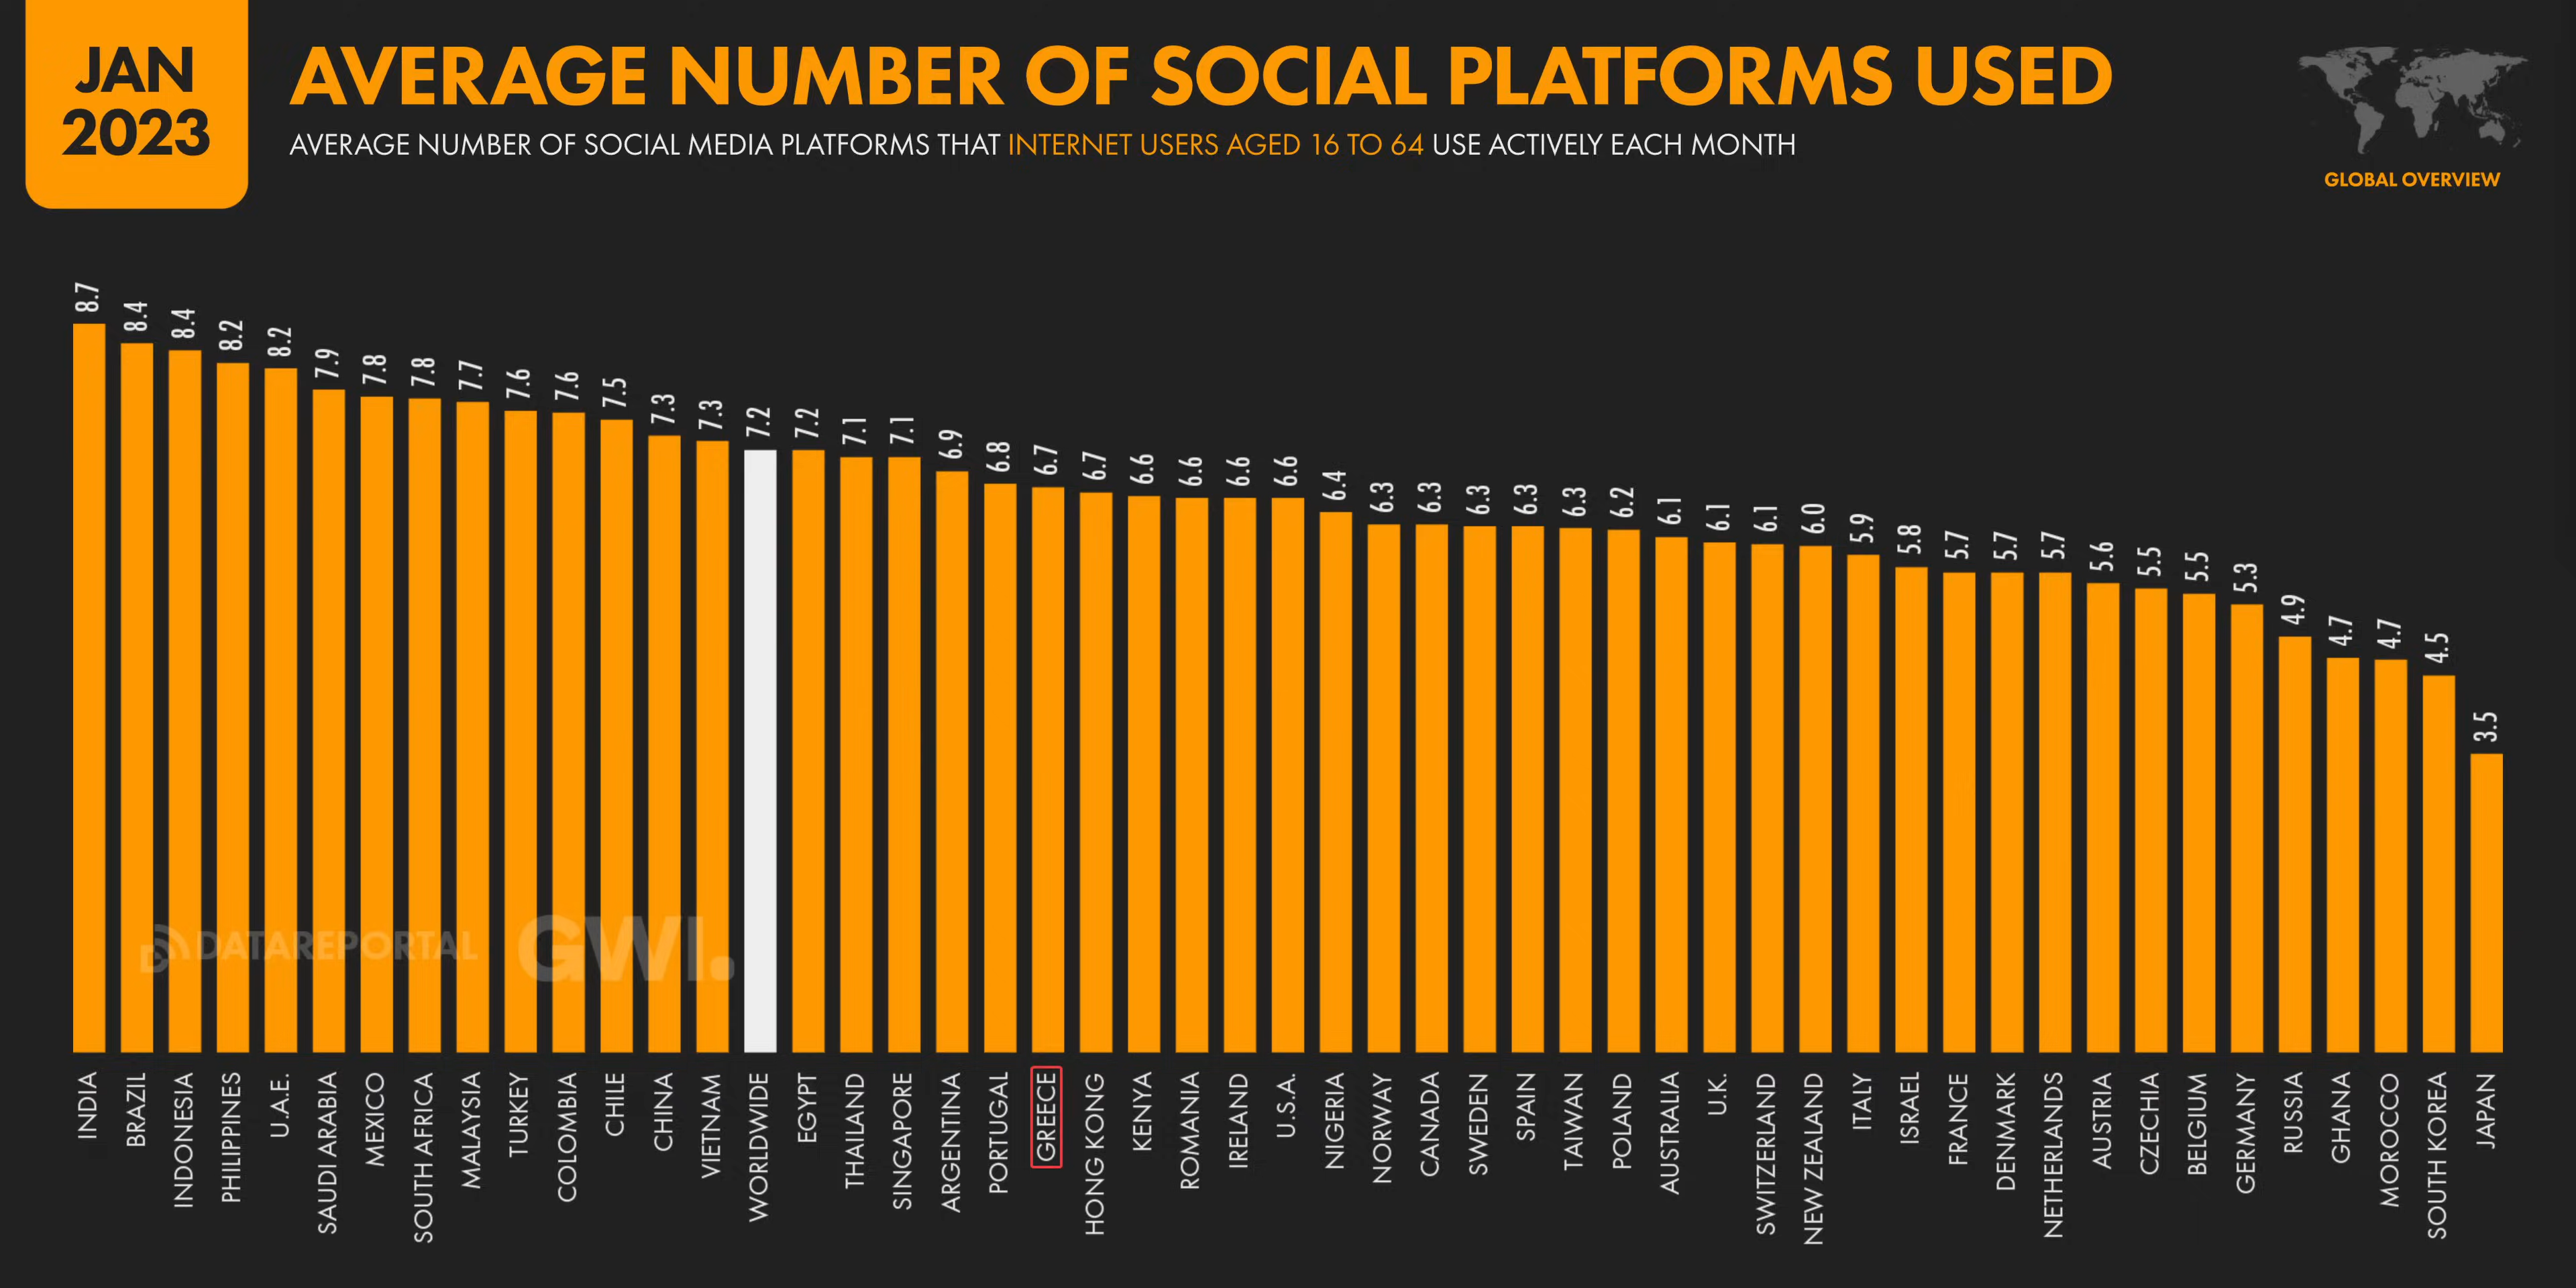 JAN
2023
AVERAGE NUMBER OF SOCIAL PLATFORMS USED
AVERAGE NUMBER OF SOCIAL MEDIA PLATFORMS THAT INTERNET USERS AGED 16 TO 64 USE ACTIVELY EACH MONTH
GLOBAL OVERVIEW
8.7
8.4
8.4
8.2
8.2
7.9
7.8
7.8
7.7
7.6
7.6
7.5
7.3
7.3
7.2
7.2
7.1
7.1
6.9
6.8
6.7
6.7
6.6
6.6
6.6
6.6
6.4
6.3
6.3
6.3
6.3
6.3
6.2
6.1
6.1
6.1
6.0
5.9
5.8
5.7
5.7
5.7
5.6
5.5
5.5
5.3
4.9
4.7
4.7
4.5
3.5
DATAREPORTAL
GWI.
INDIA
BRAZIL
INDONESIA
PHILIPPINES
U.A.E.
SAUDI ARABIA
MEXICO
SOUTH AFRICA
MALAYSIA
TURKEY
COLOMBIA
CHILE
CHINA
VIETNAM
WORLDWIDE
EGYPT
THAILAND
SINGAPORE
ARGENTINA
PORTUGAL
GREECE
HONG KONG
KENYA
ROMANIA
IRELAND
U.S.A.
NIGERIA
NORWAY
CANADA
SWEDEN
SPAIN
TAIWAN
POLAND
AUSTRALIA
U.K.
SWITZERLAND
NEW ZEALAND
ITALY
ISRAEL
FRANCE
DENMARK
NETHERLANDS
AUSTRIA
CZECHIA
BELGIUM
GERMANY
RUSSIA
GHANA
MOROCCO
SOUTH KOREA
JAPAN